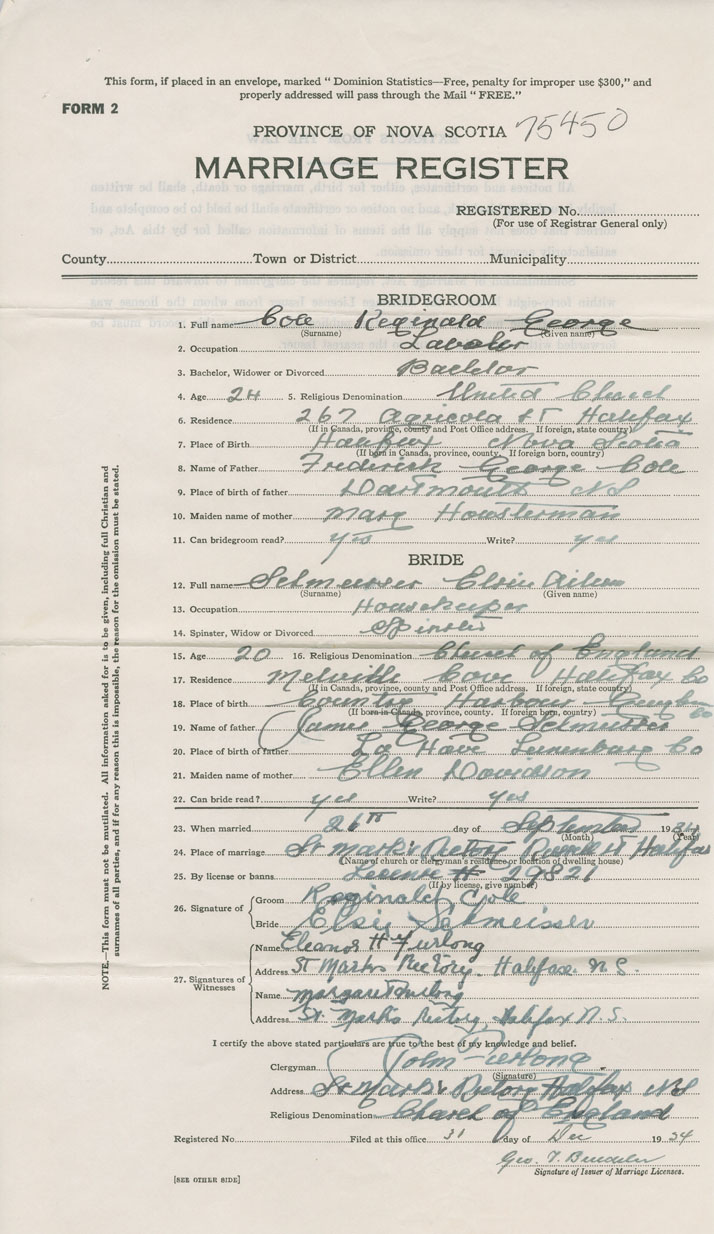 This form, if placed in an envelope, marked “ Dominion Statistics—Free, penalty for improper use $300,” and
properly addressed will pass through the Mail “ FREE.”
FORM 2
PROVINCE OF NOVA SCOTIA 75450
MARRIAGE REGISTER
REGISTERED No.
(For use of Registrar General only)
County Town or District Municipality
BRIDEGROOM
1. Full name Cole Reginald George
(Surname) (Given name)
2. Occupation Labolor
3. Bachelor, Widower or Divorced Bachelor
4. Age 24 5. Religious Denomination United Church
6. Residence 267 Agricola ST Halifax
(If in Canada, province, county and Post Office address. If foreign, state country)
7. Place of Birth Halifax Nova Scotia
(If born in Canada, province, county. If foreign born, country)
8. Name of Father Frederick George Cole
9. Place of birth of father Dartmouth NS
10. Maiden name of mother Mary Housterman
11. Can bridegroom read? yes Write? yes
BRIDE
12. Full name Schmeisser Elsie
(Surname) (Given name)
13. Occupation Housekeeper
14. Spinster, Widow or Divorced Spinster
15. Age 20 16. Religious Denomination Church of England
17. Residence Melville Cove Halifax Co
(If in Canada, province, county and Post Office address. If foreign, state country)
18. Place of Birth Country Harbour
(If born in Canada, province, county. If foreign born, country) Co
19. Name of father James George Schmeisser
20. Place of birth of father La Have Lunenburg Co
21. Maiden name of mother Ellen Davidson
22. Can bride read? yes Write? yes
23. When married 26th day of September 1934
(Month) (Year)
24. Place of marriage St Mark's Rectory Russell St Halifax
(Name of church or clergyman's residence or location of dwelling house)
25. By license or banns License # 29821
(If by license, give number)
26. Signature of Groom Reginald Cole
Bride Elsie Schmeisser
27. Signatures of Witnesses Name Eleanor H Furlong
Address St Marks Rectory. Halifax. N.S.
Name Margaret Furlong
Address St. Mark's Rectory, Halifax N.S.
I certify the above stated particulars are true to the best of my knowledge and belief.
Clergyman John Furlong
(Signature)
Address St Mark's Rectory Halifax NS
Religious Denomination Church of England
Registered No. Filed at this office 31 day of Dec 1934
Geo. T.
Signature of Issuer of Marriage Licenses.
[SEE OTHER SIDE]
NOTE.—This form must not be mutilated. All information asked for is to be given, including full Christian and
surnames of all parties, and if for any reason this is impossible, the reason for the omission must be stated.